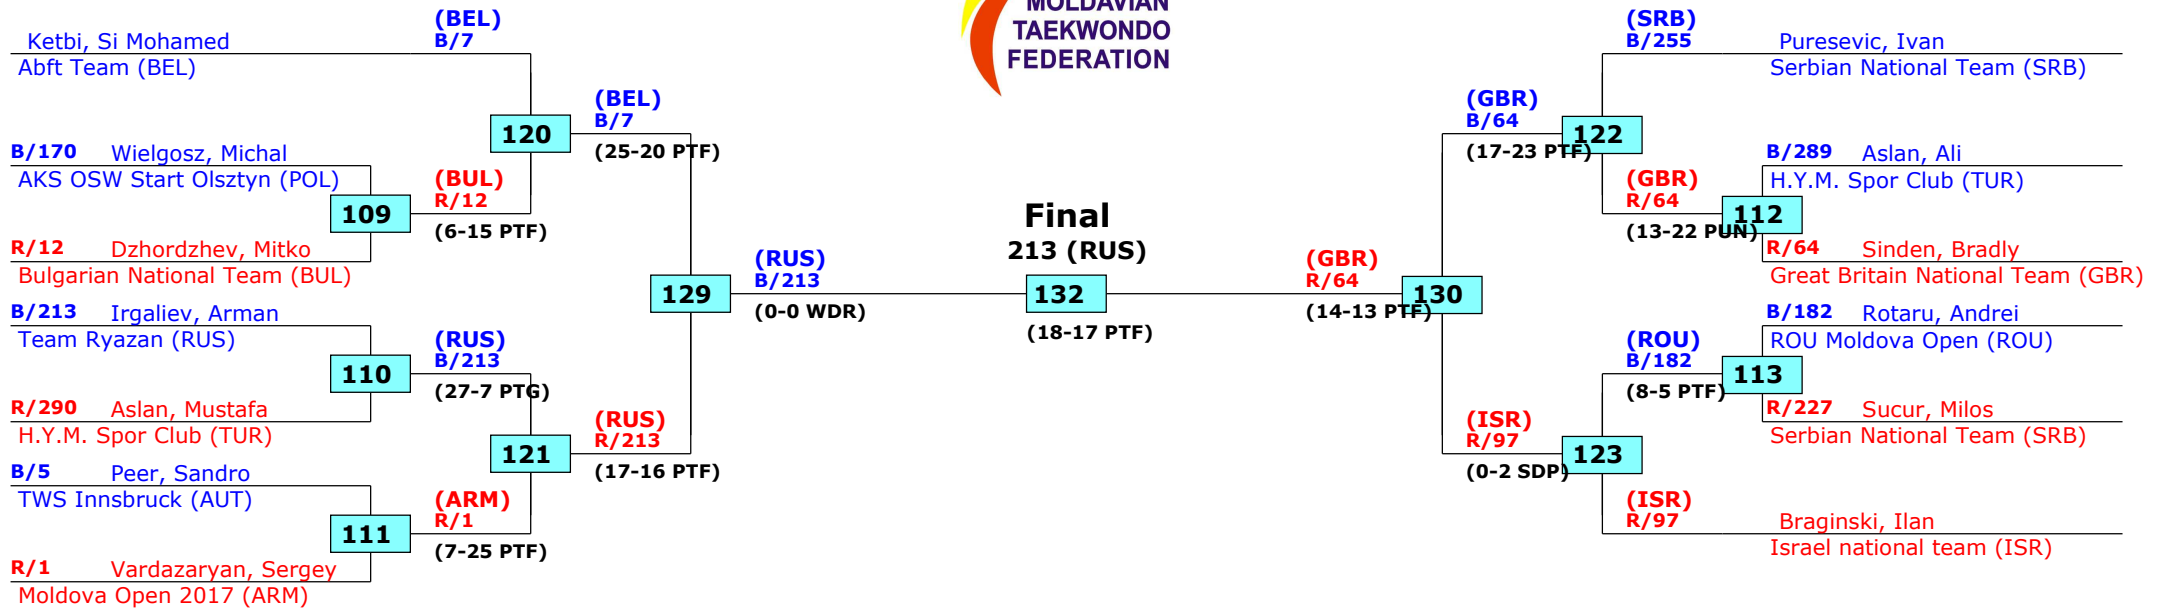 MOLDAVIAN
TAEKWONDO
FEDERATION
Ketbi, Si Mohamed
Abft Team (BEL)
(BEL)
B/7
B/170 Wielgosz, Michal
AKS OSW Start Olsztyn (POL)
109
R/12 Dzhordzhev, Mitko
Bulgarian National Team (BUL)
(BUL)
R/12
(6-15 PTF)
120
(BEL)
B/7
(25-20 PTF)
B/213 Irgaliev, Arman
Team Ryazan (RUS)
110
R/290 Aslan, Mustafa
H.Y.M. Spor Club (TUR)
(RUS)
B/213
(27-7 PTG)
B/5 Peer, Sandro
TWS Innsbruck (AUT)
111
R/1 Vardazaryan, Sergey
Moldova Open 2017 (ARM)
(ARM)
R/1
(7-25 PTF)
121
(RUS)
R/213
(17-16 PTF)
129
(RUS)
B/213
(0-0 WDR)
Final
213 (RUS)
132
(18-17 PTF)
(GBR)
R/64
(14-13 PTF)
130
(GBR)
B/64
(17-23 PTF)
122
(SRB)
B/255
Puresevic, Ivan
Serbian National Team (SRB)
(GBR)
R/64
(13-22 PUN)
112
B/289 Aslan, Ali
H.Y.M. Spor Club (TUR)
R/64 Sinden, Bradly
Great Britain National Team (GBR)
(ISR)
R/97
(0-2 SDP)
123
(ROU)
B/182
(8-5 PTF)
113
B/182 Rotaru, Andrei
ROU Moldova Open (ROU)
R/227 Sucur, Milos
Serbian National Team (SRB)
(ISR)
R/97
Braginski, Ilan
Israel national team (ISR)